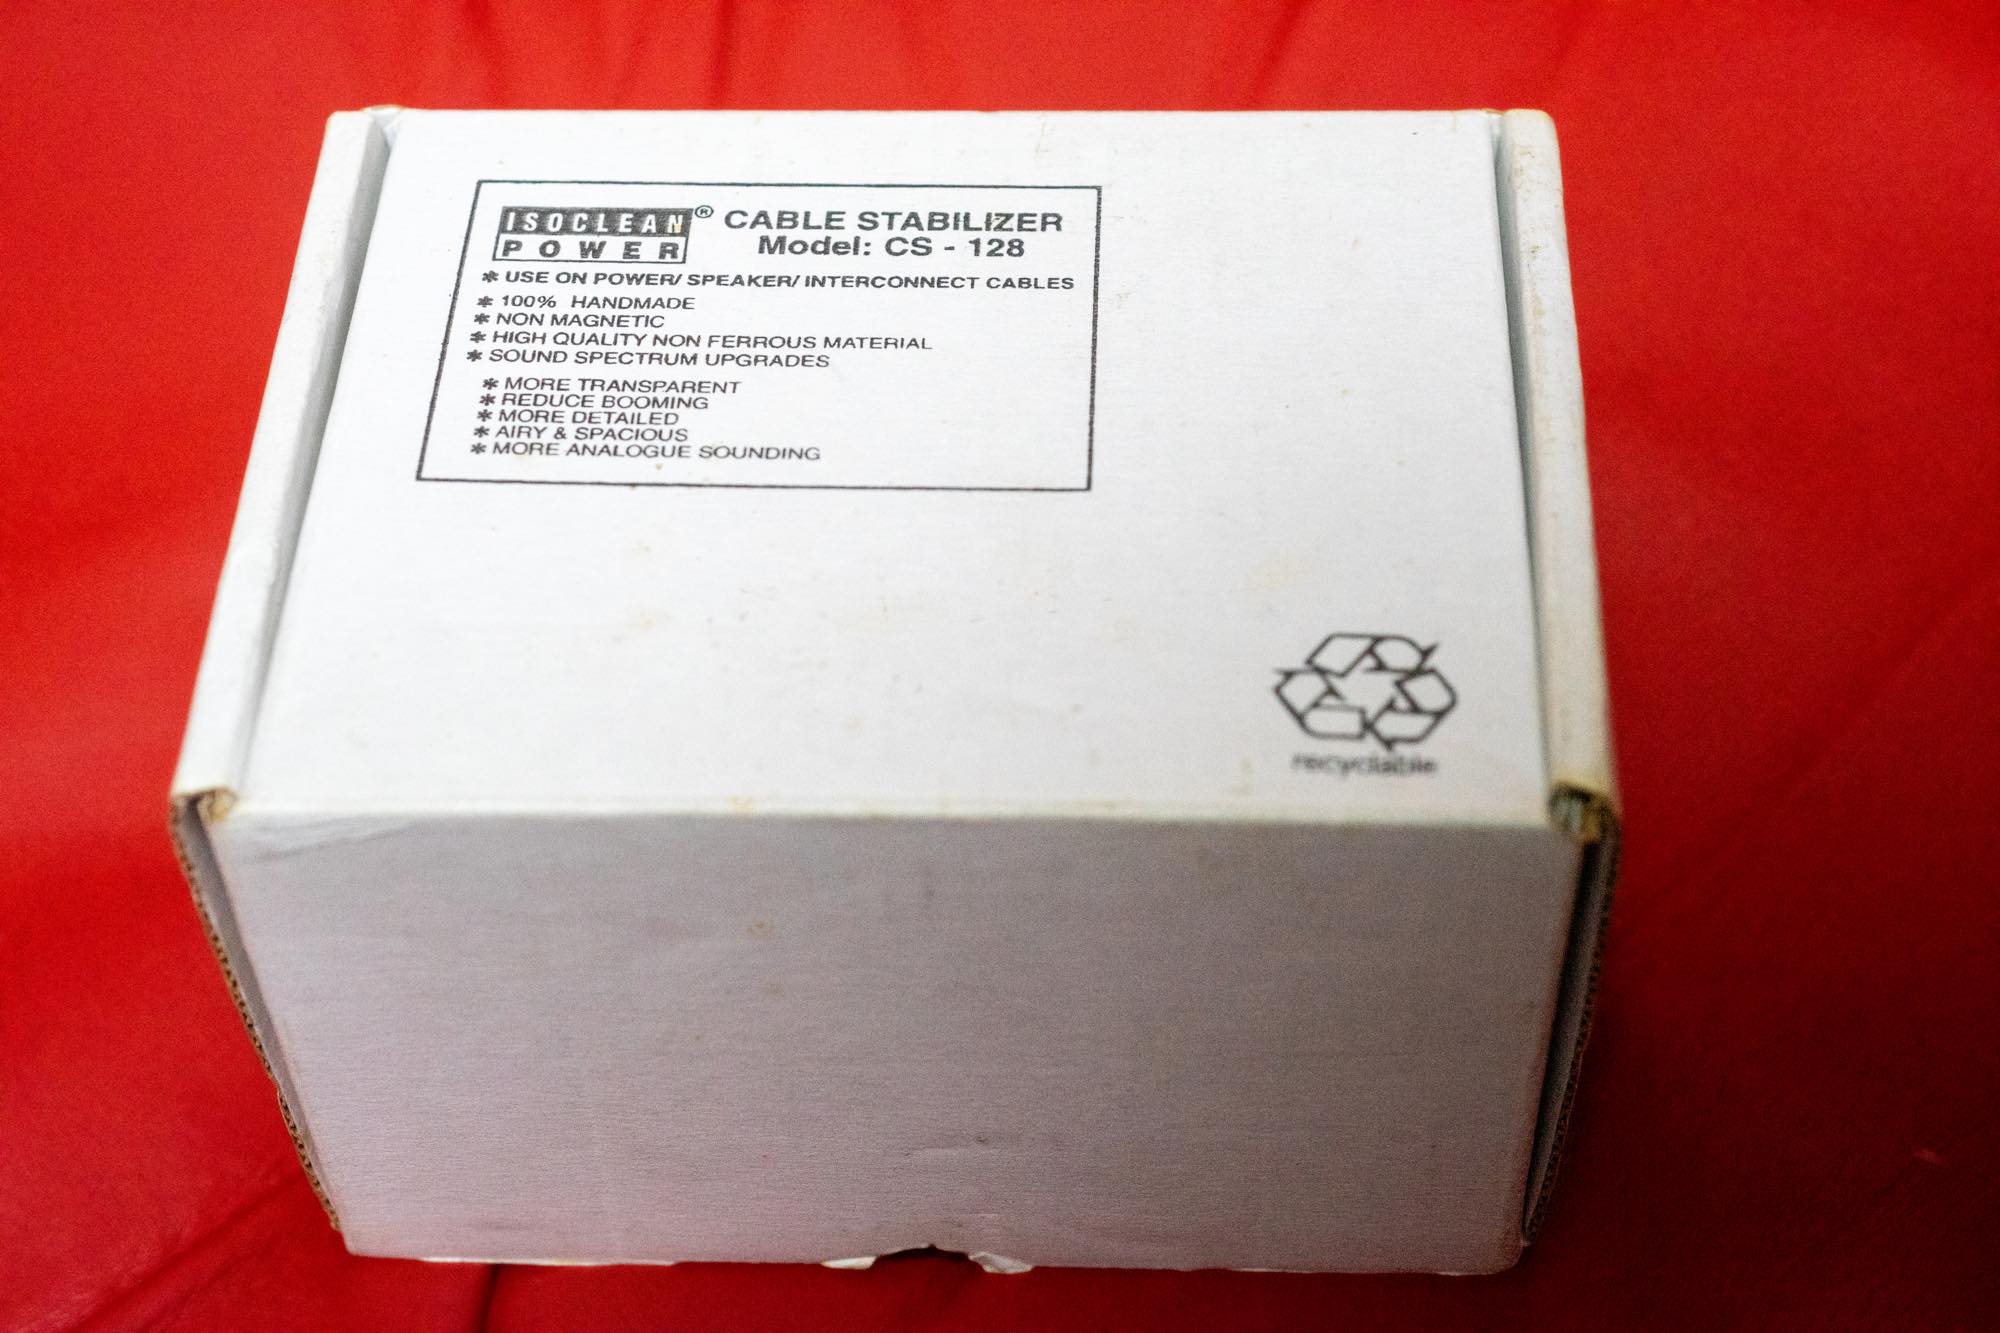 ISOCLEAN® CABLE STABILIZER
POWER Model: CS - 128
* USE ON POWER/ SPEAKER/ INTERCONNECT CABLES
* 100% HANDMADE
* NON MAGNETIC
* HIGH QUALITY NON FERROUS MATERIAL
* SOUND SPECTRUM UPGRADES
* MORE TRANSPARENT
* REDUCE BOOMING
* MORE DETAILED
* AIRY & SPACIOUS
* MORE ANALOGUE SOUNDING
recyclable